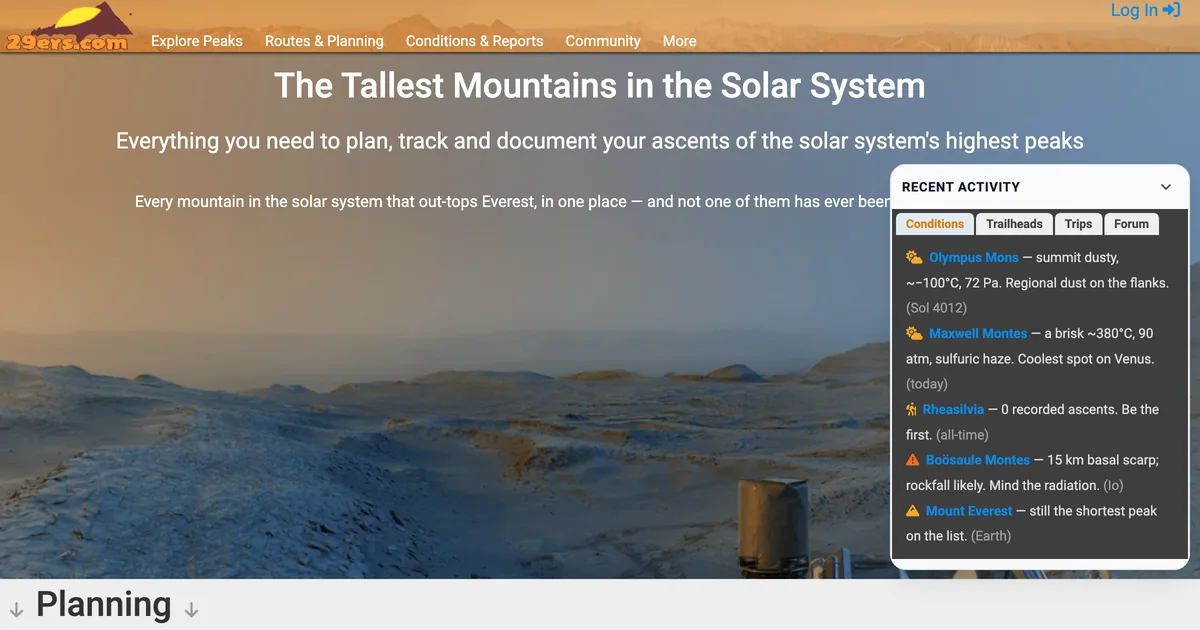 Log In
29ers.com
Explore Peaks Routes & Planning Conditions & Reports Community More
The Tallest Mountains in the Solar System
Everything you need to plan, track and document your ascents of the solar system's highest peaks
Every mountain in the solar system that out-tops Everest, in one place — and not one of them has ever been
RECENT ACTIVITY
Conditions Trailheads Trips Forum
Olympus Mons — summit dusty,
~−100°C, 72 Pa. Regional dust on the flanks.
(Sol 4012)
Maxwell Montes — a brisk ~380°C, 90
atm, sulfuric haze. Coolest spot on Venus.
(today)
Rheasilvia — 0 recorded ascents. Be the
first. (all-time)
Boösaule Montes — 15 km basal scarp;
rockfall likely. Mind the radiation. (Io)
Mount Everest — still the shortest peak
on the list. (Earth)
Planning